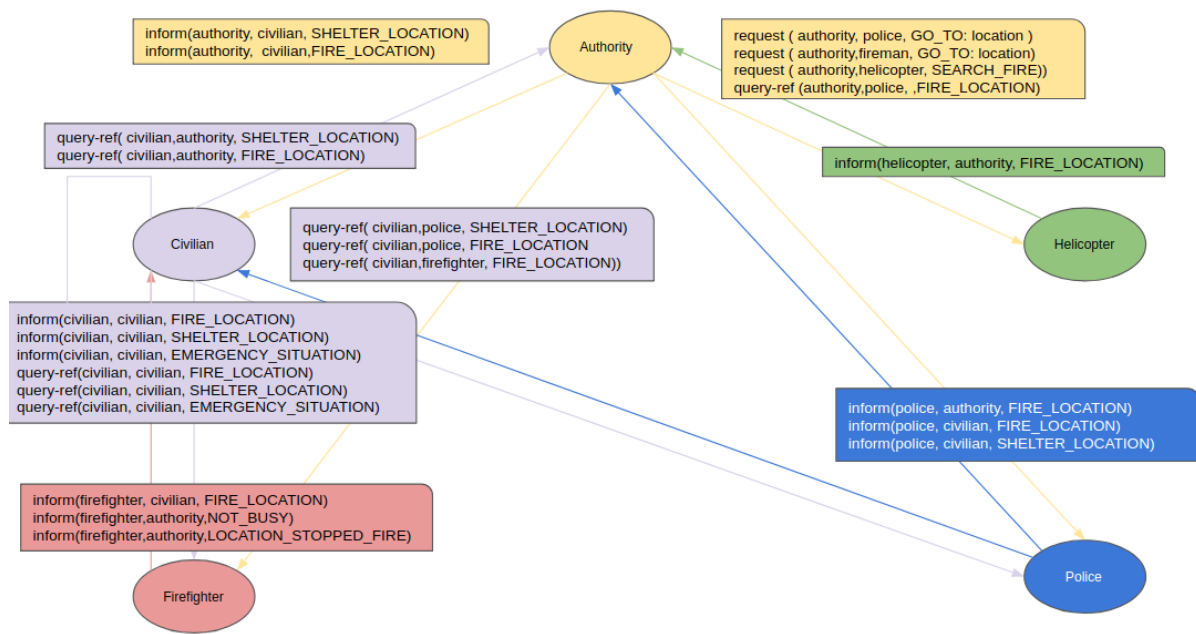 inform(authority, civilian, SHELTER_LOCATION)
inform(authority, civilian,FIRE_LOCATION)
Authority
request ( authority, police, GO_TO: location )
request ( authority,fireman, GO_TO: location)
request ( authority,helicopter, SEARCH_FIRE))
query-ref (authority,police, ,FIRE_LOCATION)
query-ref( civilian,authority, SHELTER_LOCATION)
query-ref( civilian,authority, FIRE_LOCATION)
inform(helicopter, authority, FIRE_LOCATION)
Civilian
query-ref( civilian,police, SHELTER_LOCATION)
query-ref( civilian,police, FIRE_LOCATION
query-ref( civilian,firefighter, FIRE_LOCATION))
Helicopter
inform(civilian, civilian, FIRE_LOCATION)
inform(civilian, civilian, SHELTER_LOCATION)
inform(civilian, civilian, EMERGENCY_SITUATION)
query-ref(civilian, civilian, FIRE_LOCATION)
query-ref(civilian, civilian, SHELTER_LOCATION)
query-ref(civilian, civilian, EMERGENCY_SITUATION)
inform(police, authority, FIRE_LOCATION)
inform(police, civilian, FIRE_LOCATION)
inform(police, civilian, SHELTER_LOCATION)
inform(firefighter, civilian, FIRE_LOCATION)
inform(firefighter,authority,NOT_BUSY)
inform(firefighter,authority,LOCATION_STOPPED_FIRE)
Firefighter
Police